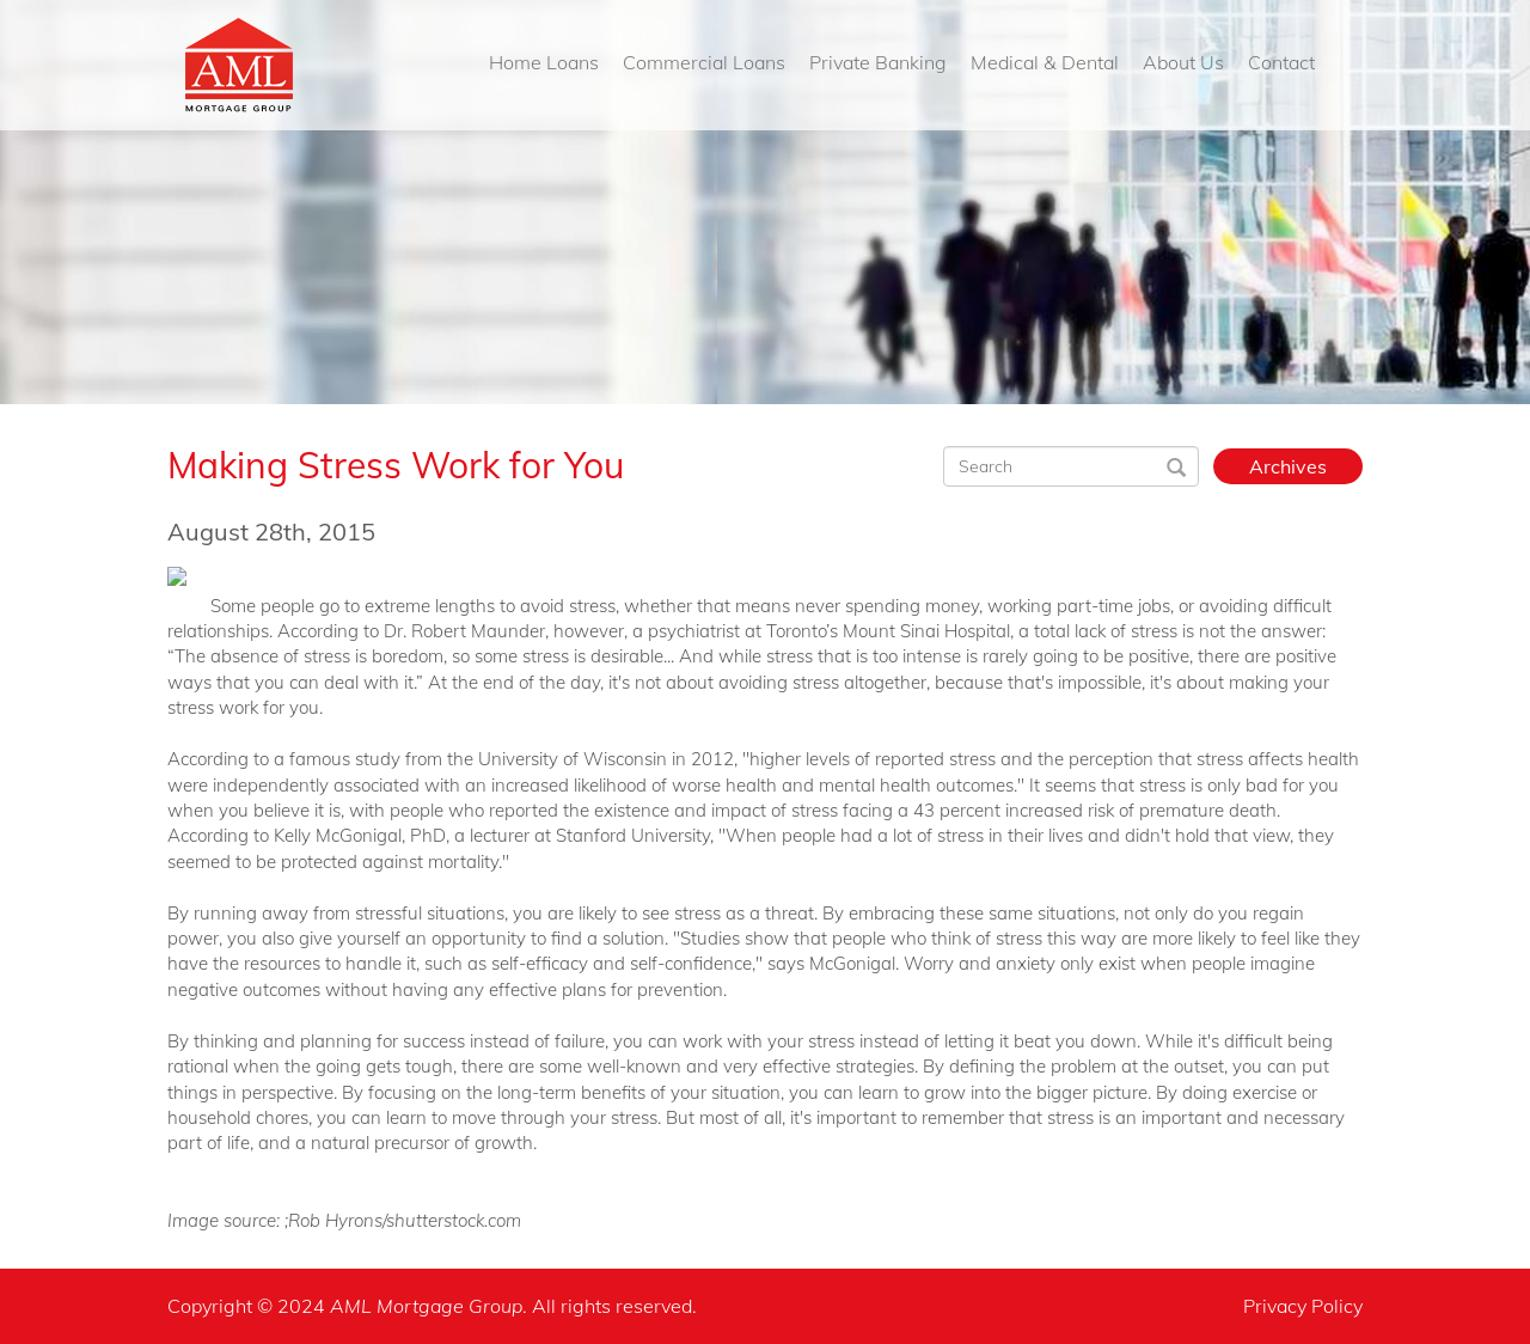 AML
MORTGAGE GROUP
Home Loans Commercial Loans Private Banking Medical & Dental About Us Contact
Making Stress Work for You
Search
Archives
August 28th, 2015
Some people go to extreme lengths to avoid stress, whether that means never spending money, working part-time jobs, or avoiding difficult
relationships. According to Dr. Robert Maunder, however, a psychiatrist at Toronto’s Mount Sinai Hospital, a total lack of stress is not the answer:
“The absence of stress is boredom, so some stress is desirable... And while stress that is too intense is rarely going to be positive, there are positive
ways that you can deal with it.” At the end of the day, it's not about avoiding stress altogether, because that's impossible, it's about making your
stress work for you.
According to a famous study from the University of Wisconsin in 2012, "higher levels of reported stress and the perception that stress affects health
were independently associated with an increased likelihood of worse health and mental health outcomes." It seems that stress is only bad for you
when you believe it is, with people who reported the existence and impact of stress facing a 43 percent increased risk of premature death.
According to Kelly McGonigal, PhD, a lecturer at Stanford University, "When people had a lot of stress in their lives and didn't hold that view, they
seemed to be protected against mortality."
By running away from stressful situations, you are likely to see stress as a threat. By embracing these same situations, not only do you regain
power, you also give yourself an opportunity to find a solution. "Studies show that people who think of stress this way are more likely to feel like they
have the resources to handle it, such as self-efficacy and self-confidence," says McGonigal. Worry and anxiety only exist when people imagine
negative outcomes without having any effective plans for prevention.
By thinking and planning for success instead of failure, you can work with your stress instead of letting it beat you down. While it's difficult being
rational when the going gets tough, there are some well-known and very effective strategies. By defining the problem at the outset, you can put
things in perspective. By focusing on the long-term benefits of your situation, you can learn to grow into the bigger picture. By doing exercise or
household chores, you can learn to move through your stress. But most of all, it's important to remember that stress is an important and necessary
part of life, and a natural precursor of growth.
Image source: ;Rob Hyrons/shutterstock.com
Copyright © 2024 AML Mortgage Group. All rights reserved.
Privacy Policy